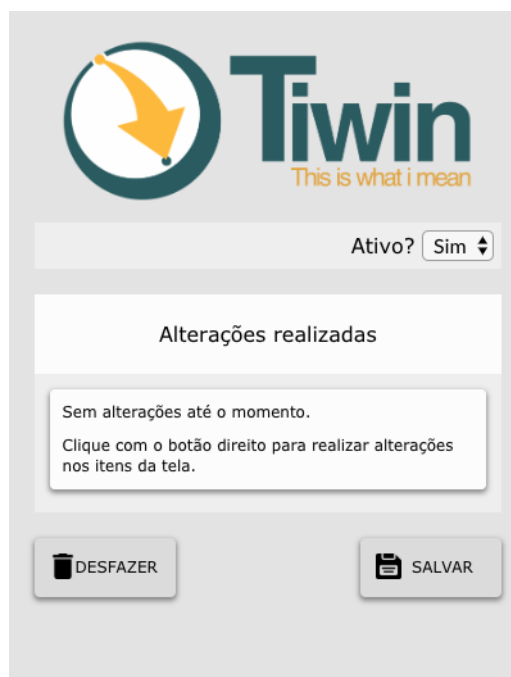 Tiwin
This is what i mean
Ativo? Sim
Alterações realizadas
Sem alterações até o momento.
Clique com o botão direito para realizar alterações
nos itens da tela.
DESFAZER
SALVAR